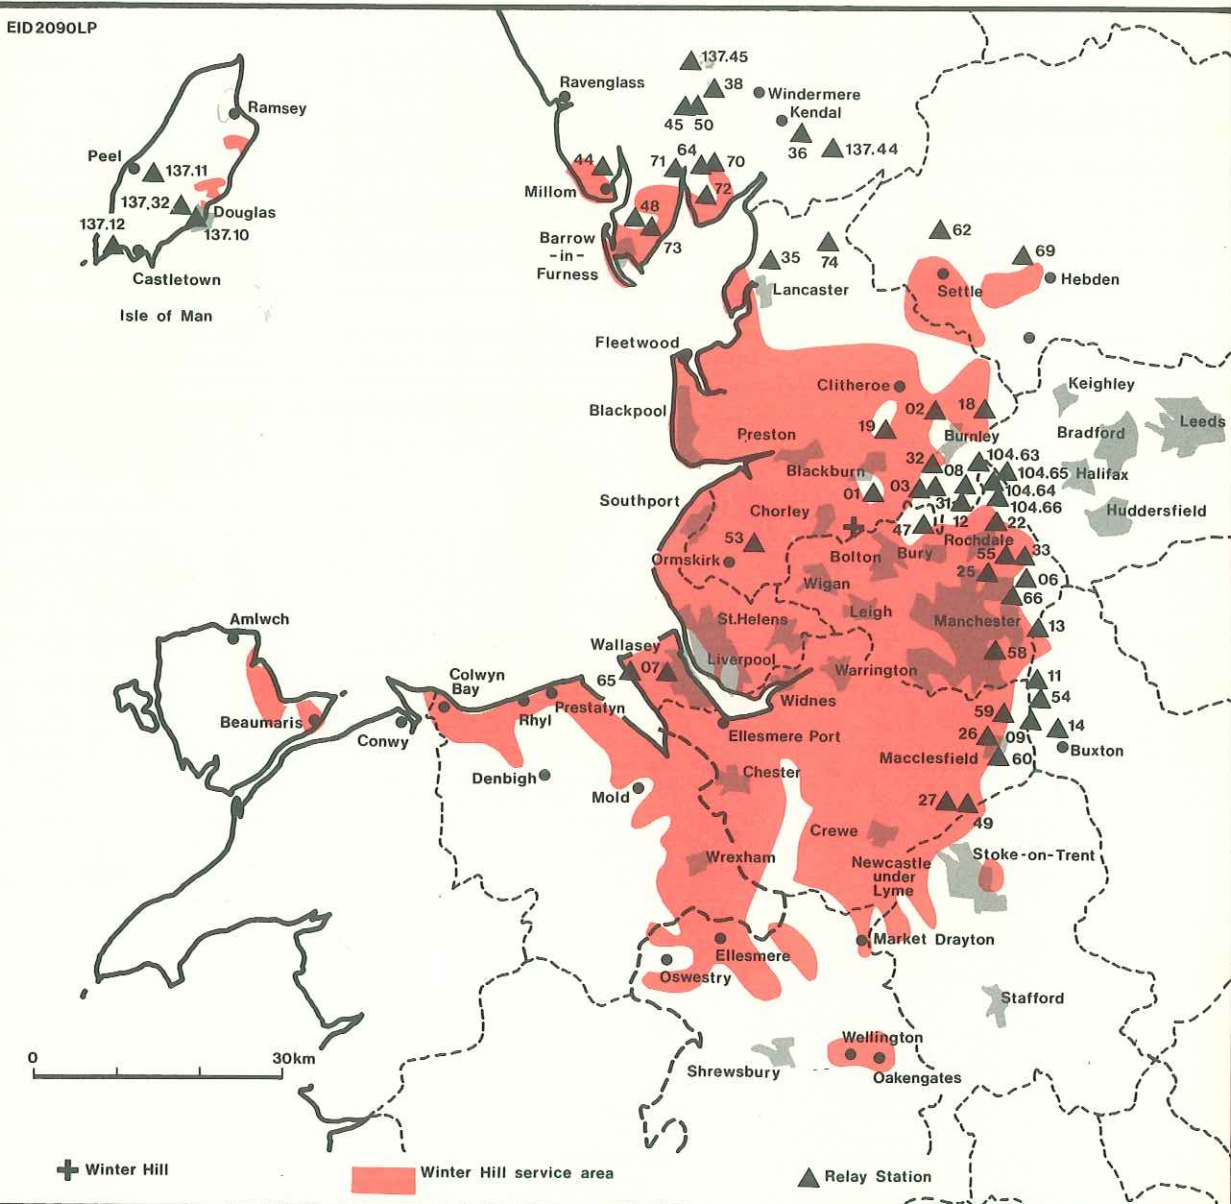 EID2090LP
137.45
Ravenglass
38
Windermere
45 50
Kendal
36
137.44
Ramsey
Peel
137.11
137.32
Douglas
137.12
137.10
Castletown
Isle of Man
44
Millom
71
64
70
72
48
73
Barrow
-in-
Furness
62
35
74
69
Lancaster
Settle
Hebden
Fleetwood
Clitheroe
Keighley
Blackpool
02
18
19
Preston
Burnley
Bradford
Leeds
Blackburn
32
08
104.63
104.65
Halifax
01
03
104.64
Southport
31
104.66
Chorley
47
12
22
Huddersfield
53
Rochdale
Ormskirk
Bolton
Bury
55
33
Wigan
25
06
66
Amlwch
St.Helens
Leigh
Manchester
13
Wallasey
Liverpool
58
65
07
Warrington
11
Colwyn
Bay
Widnes
54
Beaumaris
Rhyl
Prestatyn
59
Conwy
Ellesmere Port
26
09
14
Buxton
Macclesfield
60
Denbigh
Chester
Mold
27
49
Crewe
Wrexham
Newcastle
under
Lyme
Stoke-on-Trent
Market Drayton
Ellesmere
Oswestry
Stafford
Wellington
0
30km
Shrewsbury
Oakengates
Winter Hill
Winter Hill service area
Relay Station